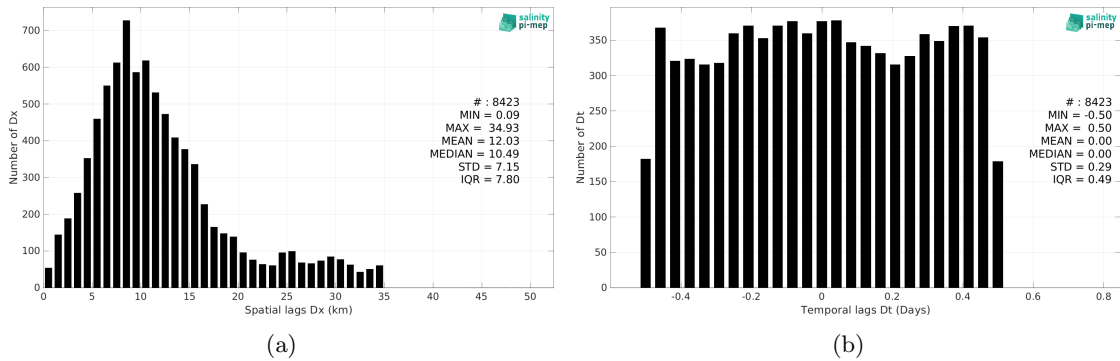 salinity
pi-mep
700
600
500
400
300
200
100
0
Number of Dx
# : 8423
MIN = 0.09
MAX = 34.93
MEAN = 12.03
MEDIAN = 10.49
STD = 7.15
IQR = 7.80
0 5 10 15 20 25 30 35 40 45 50
Spatial lags Dx (km)
(a)
salinity
pi-mep
350
300
250
200
150
100
50
0
Number of Dt
# : 8423
MIN = -0.50
MAX = 0.50
MEAN = 0.00
MEDIAN = 0.00
STD = 0.29
IQR = 0.49
-0.4 -0.2 0 0.2 0.4 0.6 0.8
Temporal lags Dt (Days)
(b)